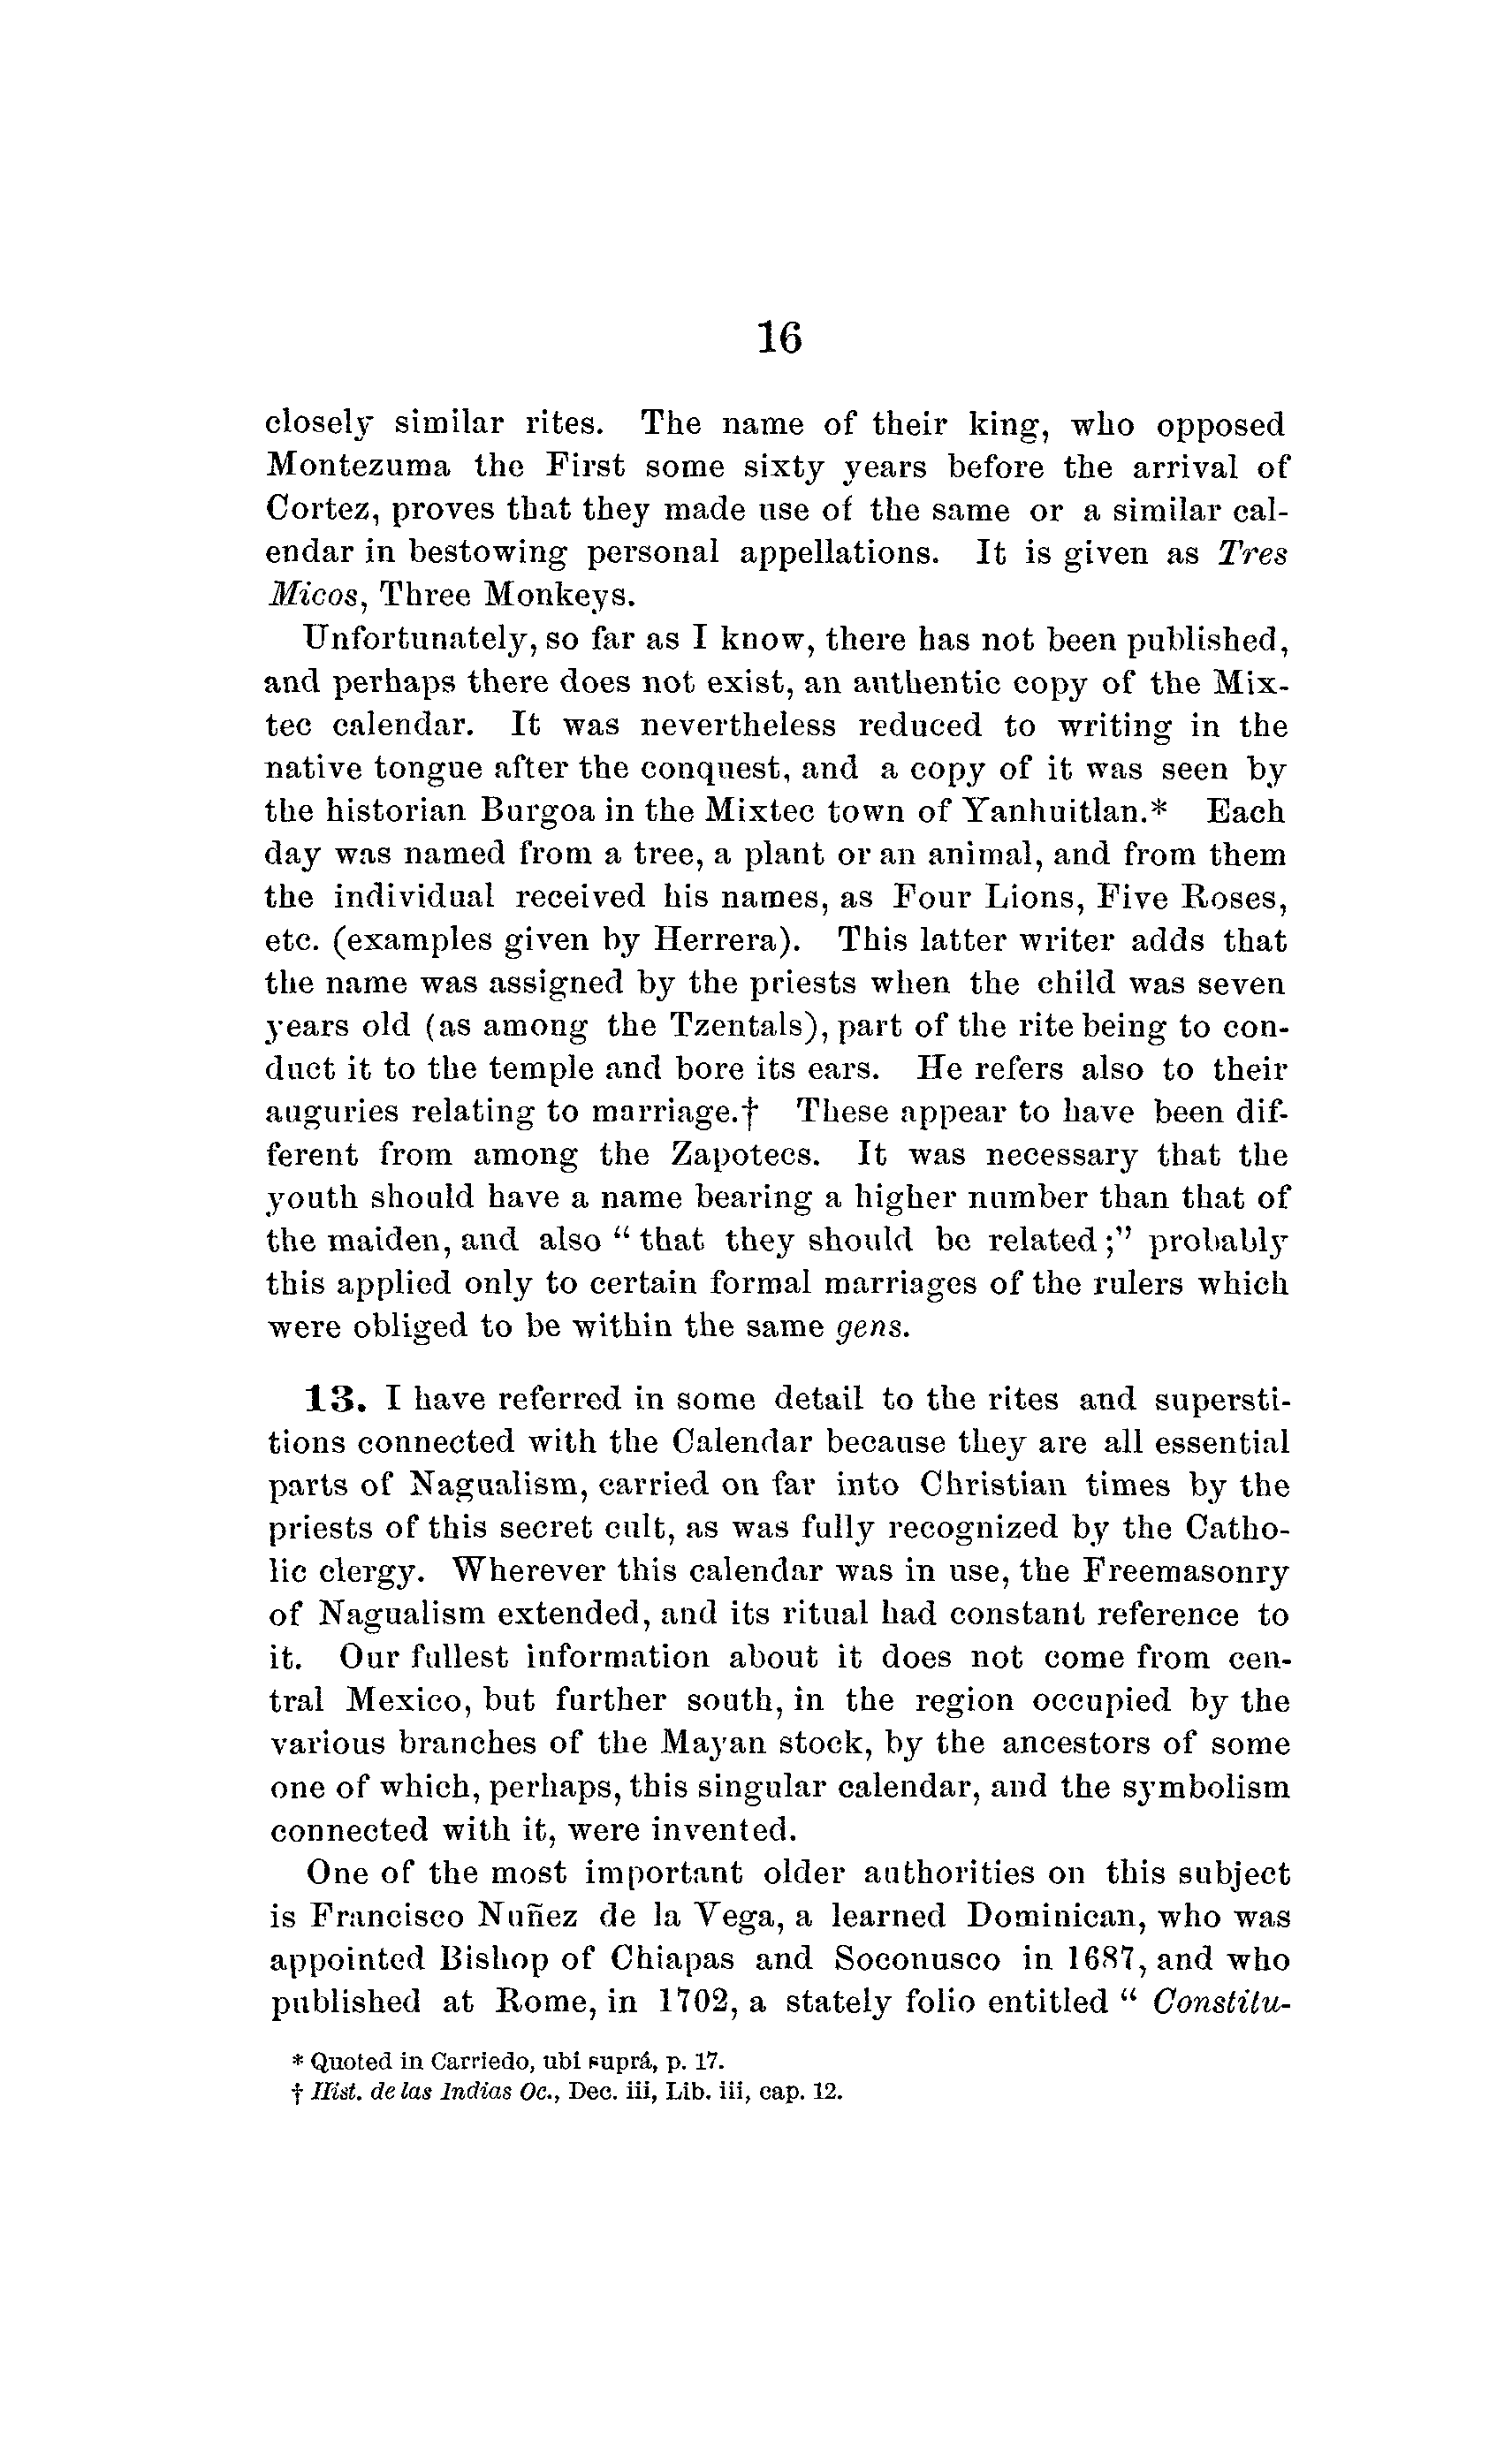 16
closely similar rites. The name of their king, who opposed
Montezuma the First some sixty years before the arrival of
Cortez, proves that they made use of the same or a similar cal-
endar in bestowing personal appellations. It is given as Tres
Micos, Three Monkeys.
Unfortunately, so far as I know, there has not been published,
and perhaps there does not exist, an authentic copy of the Mix-
tec calendar. It was nevertheless reduced to writing in the
native tongue after the conquest, and a copy of it was seen by
the historian Burgoa in the Mixtec town of Yanhuitlan.* Each
day was named from a tree, a plant or an animal, and from them
the individual received his names, as Four Lions, Five Roses,
etc. (examples given by Herrera). This latter writer adds that
the name was assigned by the priests when the child was seven
years old (as among the Tzentals), part of the rite being to con-
duct it to the temple and bore its ears. He refers also to their
auguries relating to marriage.† These appear to have been dif-
ferent from among the Zapotecs. It was necessary that the
youth should have a name bearing a higher number than that of
the maiden, and also “ that they should be related ;” probably
this applied only to certain formal marriages of the rulers which
were obliged to be within the same gens.
13. I have referred in some detail to the rites and supersti-
tions connected with the Calendar because they are all essential
parts of Nagualism, carried on far into Christian times by the
priests of this secret cult, as was fully recognized by the Catho-
lic clergy. Wherever this calendar was in use, the Freemasonry
of Nagualism extended, and its ritual had constant reference to
it. Our fullest information about it does not come from cen-
tral Mexico, but further south, in the region occupied by the
various branches of the Mayan stock, by the ancestors of some
one of which, perhaps, this singular calendar, and the symbolism
connected with it, were invented.
One of the most important older authorities on this subject
is Francisco Nuñez de la Vega, a learned Dominican, who was
appointed Bishop of Chiapas and Soconusco in 1687, and who
published at Rome, in 1702, a stately folio entitled “ Constitu-
* Quoted in Carriedo, ubi suprá, p. 17.
† Hist. de las Indias Oc., Dec. iii, Lib. iii, cap. 12.